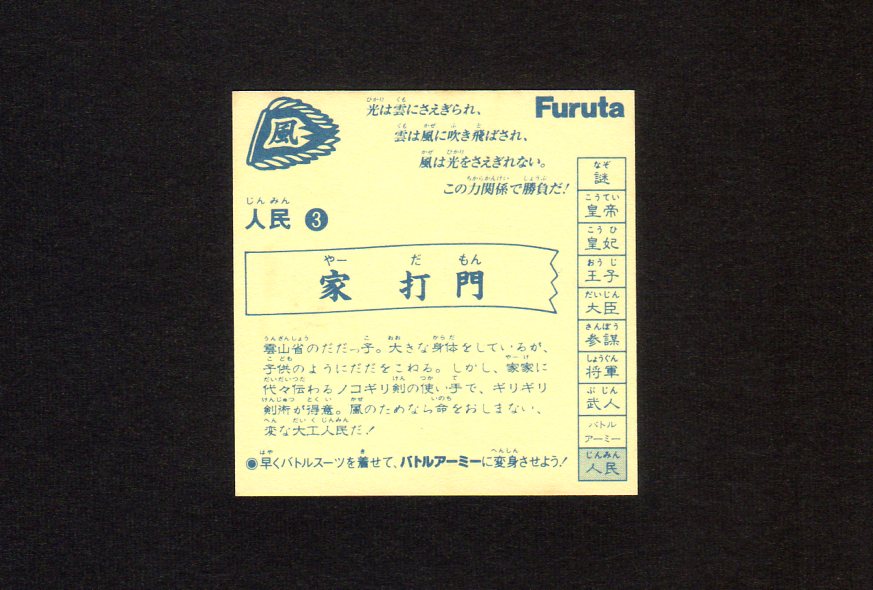 風
光は雲にさえぎられ、
雲は風に吹き飛ばされ、
風は光をさえぎれない。
この力関係で勝負だ!
Furuta
人民 ③
家打門
雲山省のだだっ子。大きな身体をしているが、
子供のようにだだをこねる。しかし、家家に
代々伝わるノコギリ剣の使い手で、ギリギリ
剣術が得意。風のためなら命をおしまない、
変な大工人民だ!
◉早くバトルスーツを着せて、バトルアーミーに変身させよう!
謎
皇帝
皇妃
王子
大臣
参謀
将軍
武人
バトル
アーミー
人民